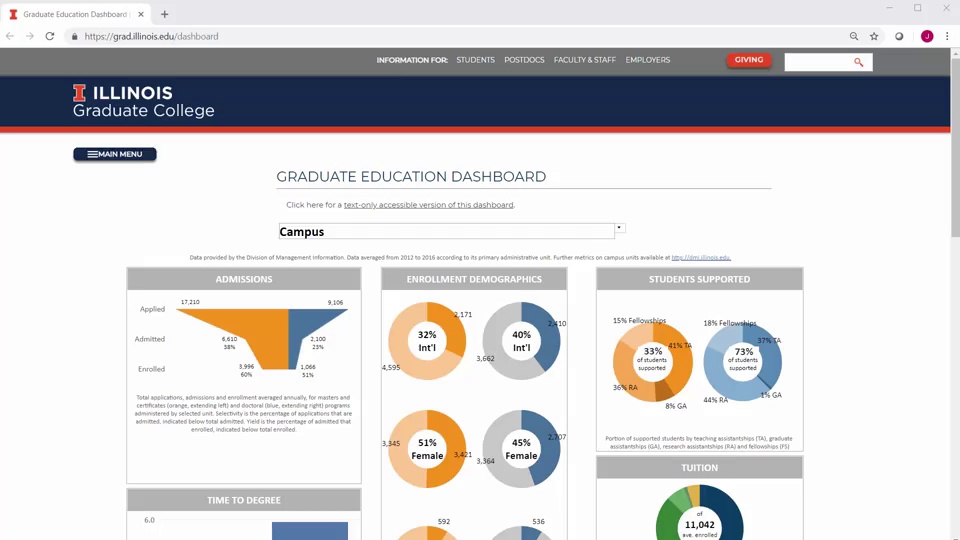 Graduate Education Dashboard |
https://grad.illinois.edu/dashboard
J
INFORMATION FOR: STUDENTS POSTDOCS FACULTY & STAFF EMPLOYERS
GIVING
I ILLINOIS
Graduate College
MAIN MENU
GRADUATE EDUCATION DASHBOARD
Click here for a text-only accessible version of this dashboard.
Campus
Data provided by the Division of Management Information. Data averaged from 2012 to 2016 according to its primary administrative unit. Further metrics on campus units available at http://dmi.illinois.edu.
ADMISSIONS
17,210 9,106
Applied
Admitted 6,610 2,100
38% 23%
Enrolled 3,996 1,066
60% 51%
Total applications, admissions and enrollment averaged annually, for masters and
certificates (orange, extending left) and doctoral (blue, extending right) programs
administered by selected unit. Selectivity is the percentage of applications that are
admitted, indicated below total admitted. Yield is the percentage of admitted that
enrolled, indicated below total enrolled.
TIME TO DEGREE
6.0
ENROLLMENT DEMOGRAPHICS
2,171
32%
Int'l
4,595
2,410
40%
Int'l
3,662
3,345
51%
Female
3,421
2,707
45%
Female
3,364
592
536
STUDENTS SUPPORTED
15% Fellowships
41% TA
33%
of students
supported
36% RA
8% GA
18% Fellowships
37% TA
73%
of students
supported
44% RA
1% GA
Portion of supported students by teaching assistantships (TA), graduate
assistantships (GA), research assistantships (RA) and fellowships (FS)
TUITION
of
11,042
ave. enrolled